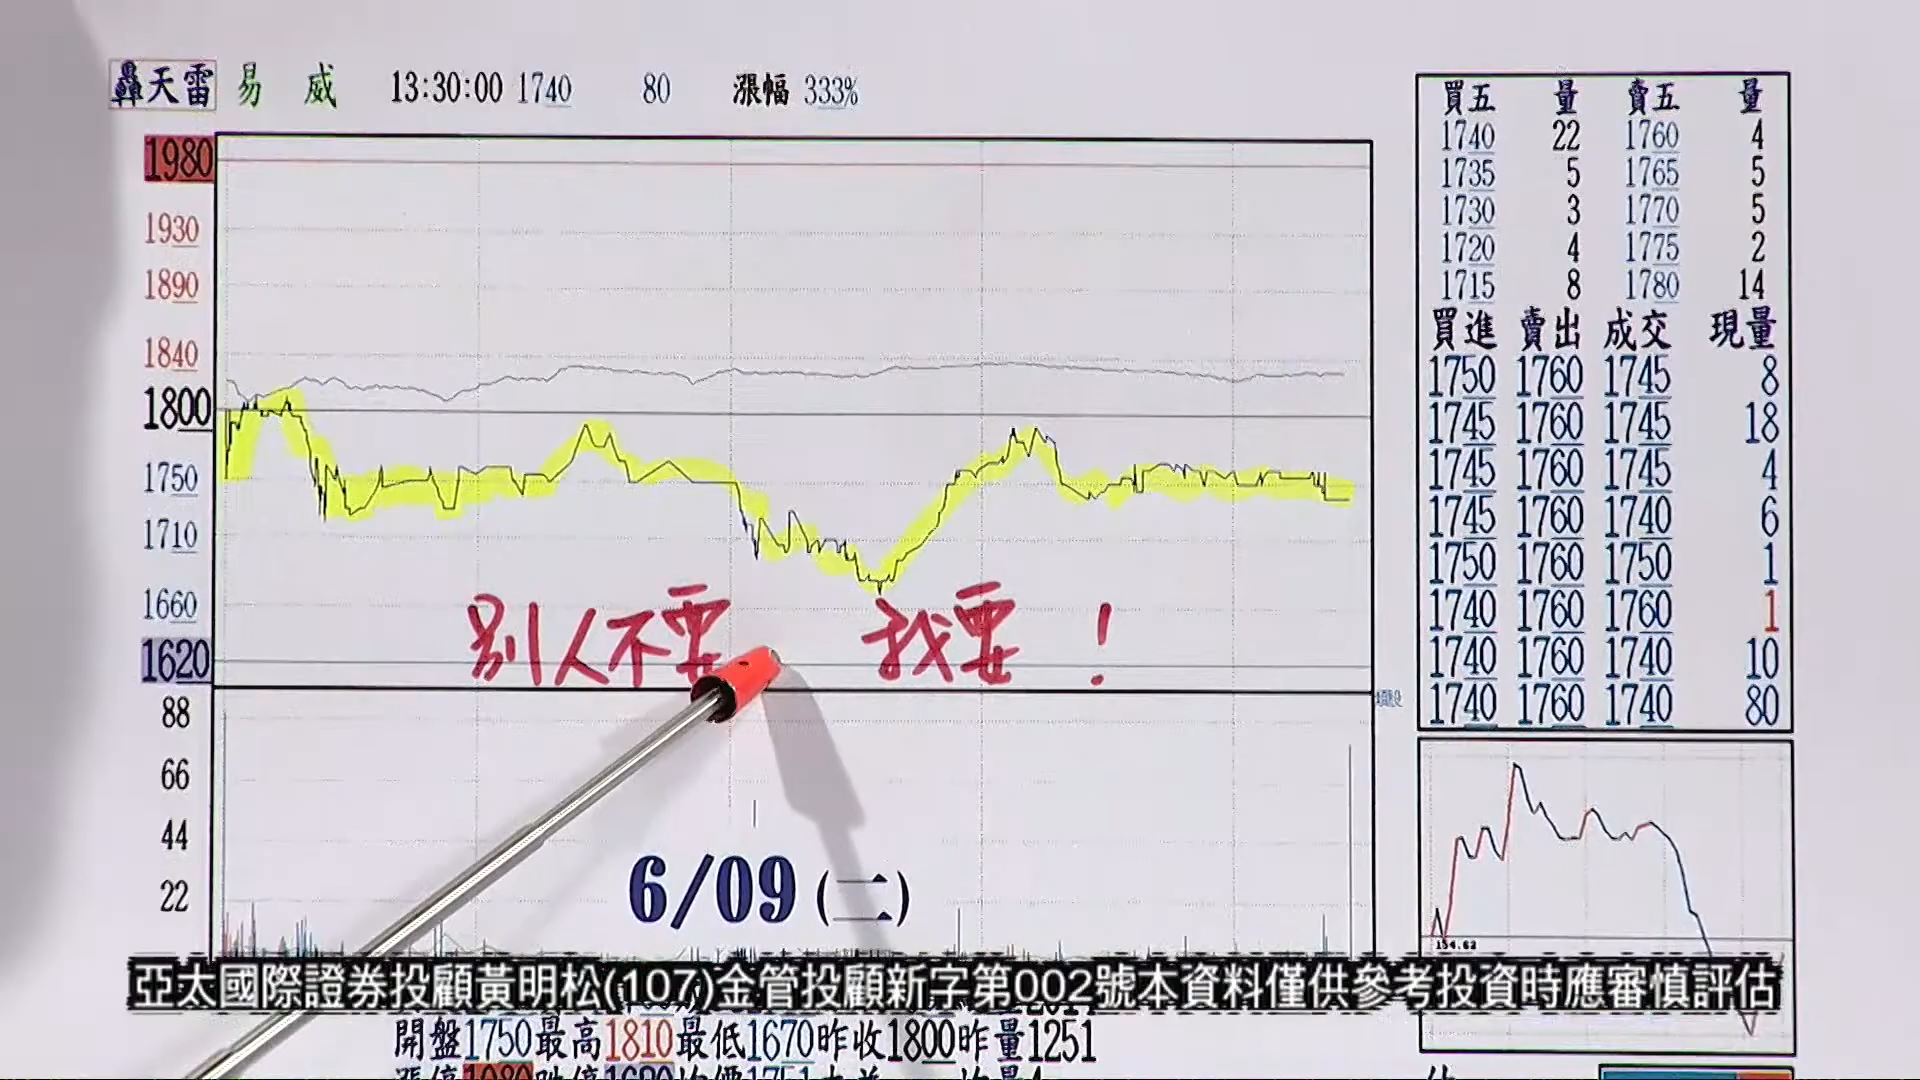 轟天雷 易 威 13:30:00 1740 80 漲幅 333%
1980
1930
1890
1840
1800
1750
1710
1660
1620
88
66
44
22
別人不要 我要！
6/09 (二)
買五 量 賣五 量
1740 22 1760 4
1735 5 1765 5
1730 3 1770 5
1720 4 1775 2
1715 8 1780 14
買進 賣出 成交 現量
1750 1760 1745 8
1745 1760 1745 18
1745 1760 1745 4
1745 1760 1740 6
1750 1760 1750 1
1740 1760 1760 1
1740 1760 1740 10
1740 1760 1740 80
154.62
亞太國際證券投顧黃明松(107)金管投顧新字第002號本資料僅供參考投資時應審慎評估
開盤1750最高1810最低1670昨收1800昨量1251